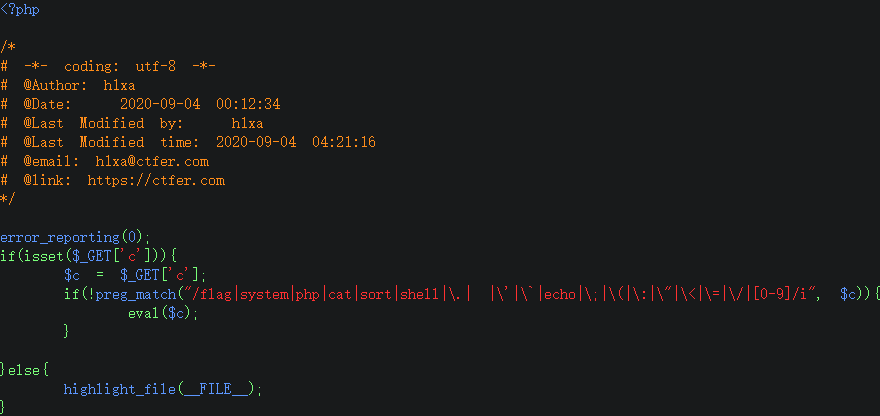 <?php

/*
# -*- coding: utf-8 -*-
# @Author: h1xa
# @Date:   2020-09-04 00:12:34
# @Last Modified by:   h1xa
# @Last Modified time: 2020-09-04 04:21:16
# @email: h1xa@ctfer.com
# @link: https://ctfer.com
*/

error_reporting(0);
if(isset($_GET['c'])){
    $c = $_GET['c'];
    if(!preg_match("/flag|system|php|cat|sort|shell|\.| |\'|\`|echo|\;|\(|\:|\"|\<|\=|\/|[0-9]/i", $c)){
        eval($c);
    }

}else{
    highlight_file(__FILE__);
}